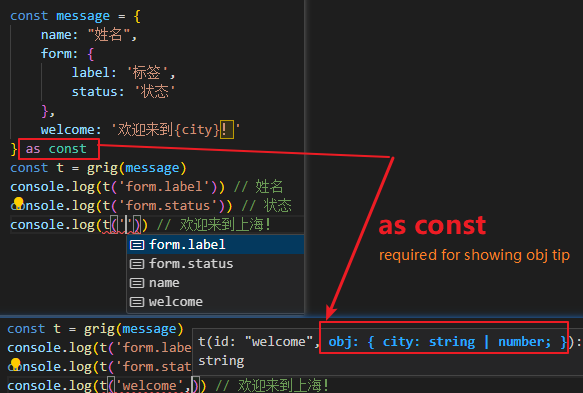 const message = {
name: "姓名",
form: {
label: '标签',
status: '状态'
},
welcome: '欢迎来到{city}！'
} as const
const t = grig(message)
console.log(t('form.label')) // 姓名
console.log(t('form.status')) // 状态
console.log(t('')) // 欢迎来到上海!
form.label
form.status
name
welcome
as const
required for showing obj tip
const t = grig(message)
console.log(t('form.labe
console.log(t('form.stat
console.log(t('welcome',)) // 欢迎来到上海!
t(id: "welcome", obj: { city: string | number; }):
string